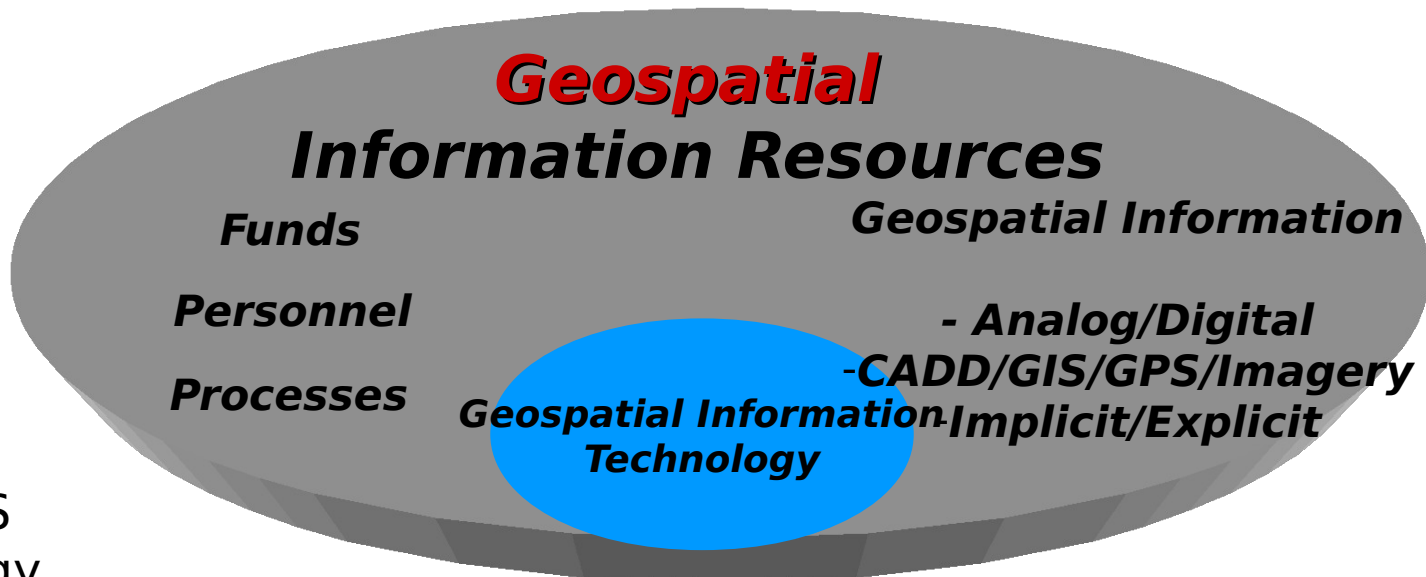 Geospatial
Information Resources
Funds
Geospatial Information
Personnel
- Analog/Digital
-CADD/GIS/GPS/Imagery
Processes
Geospatial Information
Technology
-Implicit/Explicit